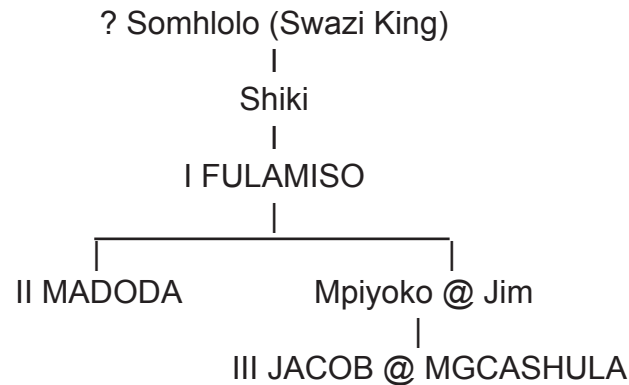 ? Somhlolo (Swazi King)
Shiki
I FULAMISO
II MADODA Mpiyoko @ Jim
III JACOB @ MGCASHULA